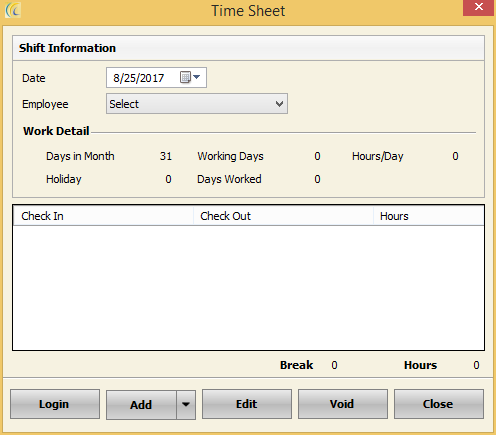 Time Sheet
Shift Information
Date 8/25/2017
Employee Select
Work Detail
Days in Month 31 Working Days 0 Hours/Day 0
Holiday 0 Days Worked 0
Check In Check Out Hours
Break 0 Hours 0
Login Add Edit Void Close